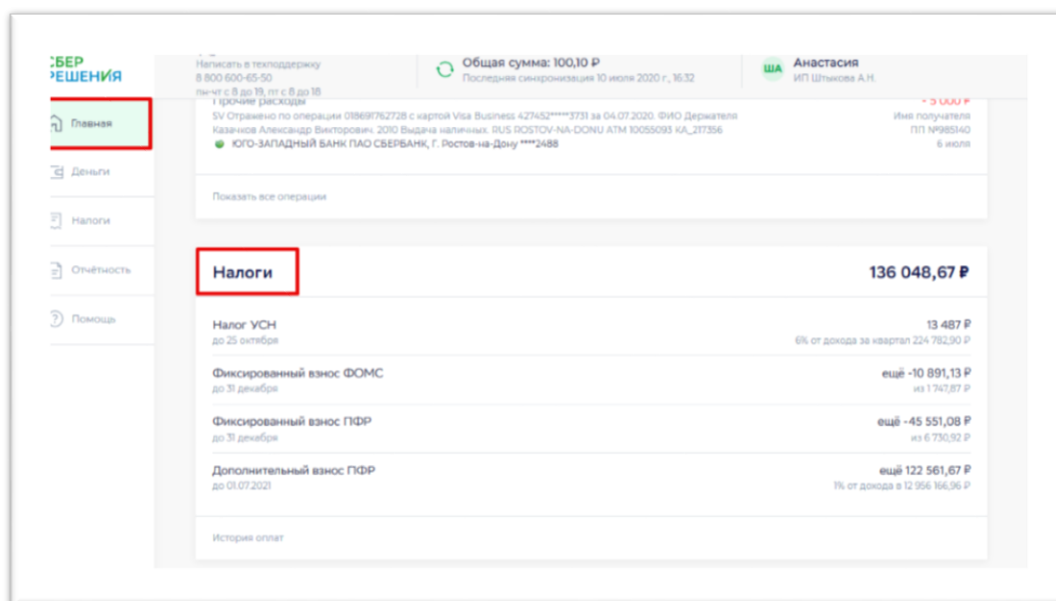 СБЕР
РЕШЕНИЯ
Написать в техподдержку
8 800 600-65-50
пн-чт с 8 до 19, пт с 8 до 18
Общая сумма: 100,10 ₽
Последняя синхронизация 10 июля 2020 г., 16:32
ША
Анастасия
ИП Штыкова А.Н.
Главная
Деньги
Налоги
Отчётность
Помощь
Прочие расходы
- 5 000 ₽
SV Отражено по операции 018691762728 с картой Visa Business 427452*****3731 за 04.07.2020. ФИО Держателя
Имя получателя
Казачков Александр Викторович. 2010 Выдача наличных. RUS ROSTOV-NA-DONU ATM 10055093 KA_217356
ПП №985140
ЮГО-ЗАПАДНЫЙ БАНК ПАО СБЕРБАНК, Г. Ростов-на-Дону ****2488
6 июля
Показать все операции
Налоги
136 048,67 ₽
Налог УСН
13 487 ₽
до 25 октября
6% от дохода за квартал 224 782,90 ₽
Фиксированный взнос ФОМС
ещё -10 891,13 ₽
до 31 декабря
из 1 747,87 ₽
Фиксированный взнос ПФР
ещё -45 551,08 ₽
до 31 декабря
из 6 730,92 ₽
Дополнительный взнос ПФР
ещё 122 561,67 ₽
до 01.07.2021
1% от дохода в 12 956 166,96 ₽
История оплат